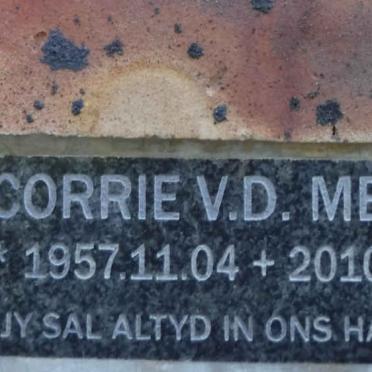 CORRIE V.D. ME
* 1957.11.04 + 2010
JY SAL ALTYD IN ONS HA